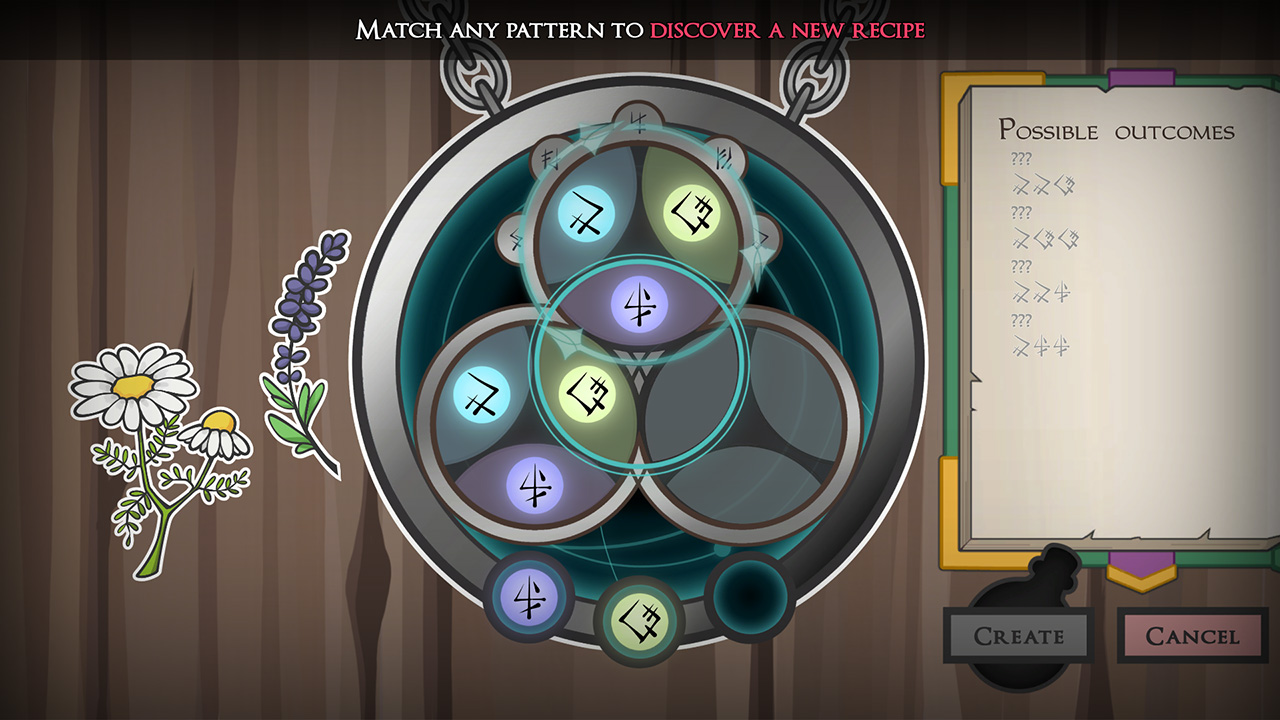 Match any pattern to discover a new recipe
Possible outcomes
???
???
???
???
Create
Cancel